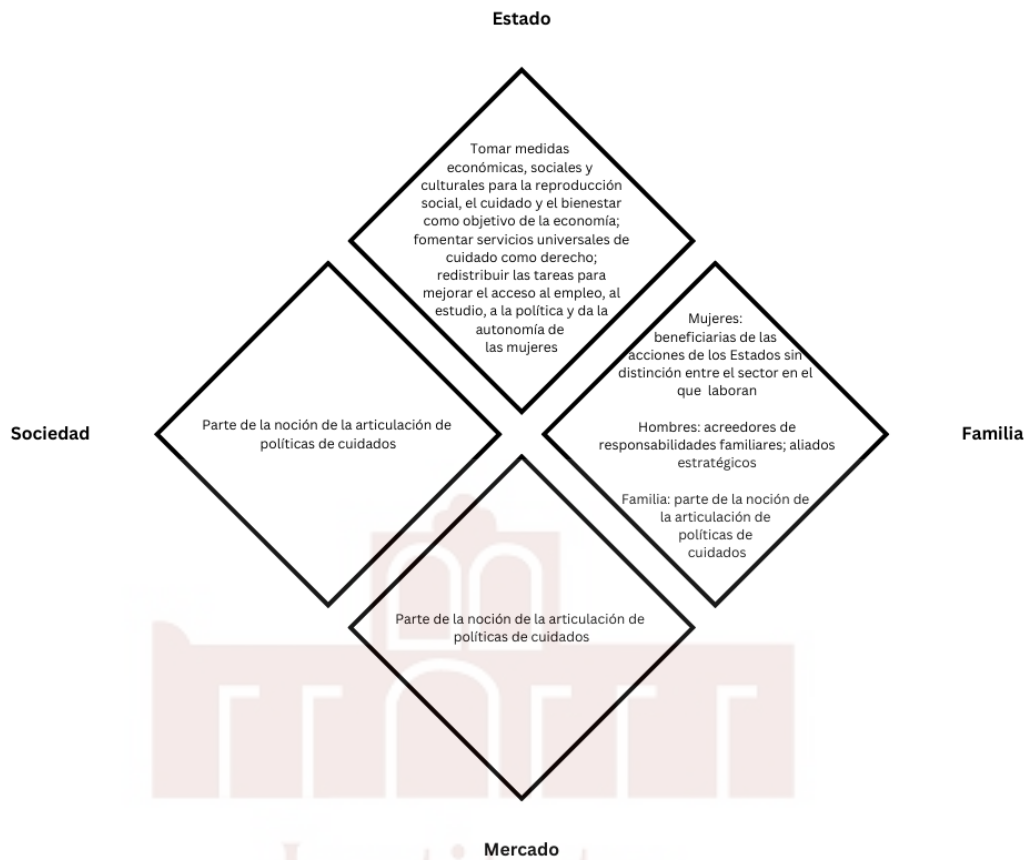 Estado
Tomar medidas
económicas, sociales y
culturales para la reproducción
social, el cuidado y el bienestar
como objetivo de la economía;
fomentar servicios universales de
cuidado como derecho;
redistribuir las tareas para
mejorar el acceso al empleo, al
estudio, a la política y da la
autonomía de
las mujeres
Sociedad
Parte de la noción de la articulación de
políticas de cuidados
Mujeres:
beneficiarias de las
acciones de los Estados sin
distinción entre el sector en el
que laboran
Hombres: acreedores de
responsabilidades familiares; aliados
estratégicos
Familia: parte de la noción de
la articulación de
políticas de
cuidados
Familia
Parte de la noción de la articulación de
políticas de cuidados
Mercado